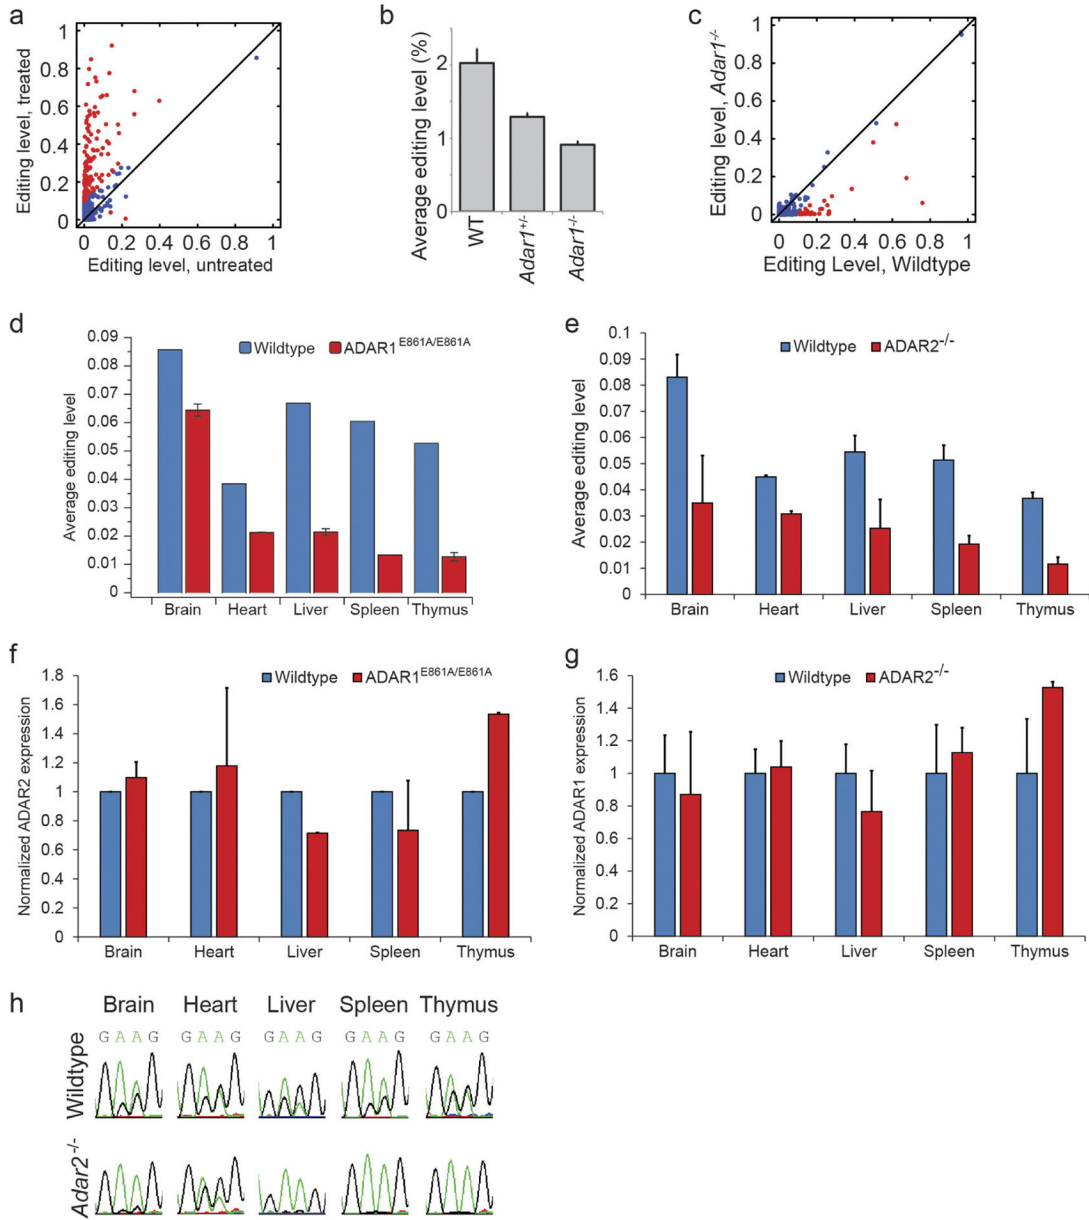 a
Editing level, treated
1
0.8
0.6
0.4
0.2
0
0 0.2 0.4 0.6 0.8 1
Editing level, untreated
b
Average editing level (%)
2
1
0
WT
Adar1+/-
Adar1-/-
c
Editing level, Adar1-/-
1
0.8
0.6
0.4
0.2
0
0 0.2 0.4 0.6 0.8 1
Editing Level, Wildtype
d
Wildtype ADAR1 E861A/E861A
Average editing level
0.09
0.08
0.07
0.06
0.05
0.04
0.03
0.02
0.01
0
Brain Heart Liver Spleen Thymus
e
Wildtype ADAR2-/-
Average editing level
0.1
0.09
0.08
0.07
0.06
0.05
0.04
0.03
0.02
0.01
0
Brain Heart Liver Spleen Thymus
f
Wildtype ADAR1 E861A/E861A
Normalized ADAR2 expression
1.8
1.6
1.4
1.2
1
0.8
0.6
0.4
0.2
0
Brain Heart Liver Spleen Thymus
g
Wildtype ADAR2-/-
Normalized ADAR1 expression
1.6
1.4
1.2
1
0.8
0.6
0.4
0.2
0
Brain Heart Liver Spleen Thymus
h
Brain Heart Liver Spleen Thymus
G A A G G A A G G A A G G A A G G A A G
Wildtype
Adar2-/-